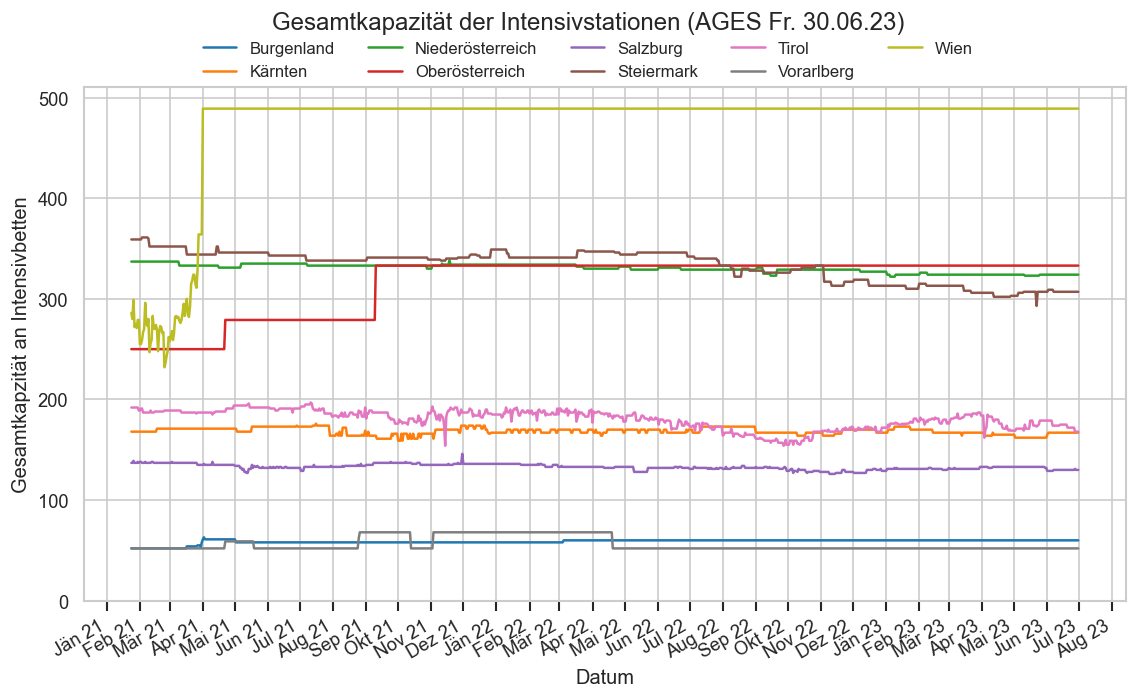 Gesamtkapazität der Intensivstationen (AGES Fr. 30.06.23)
Burgenland Niederösterreich Salzburg Tirol Wien
Kärnten Oberösterreich Steiermark Vorarlberg
500
400
300
200
100
0
Gesamtkapzität an Intensivbetten
Jän 21 Feb 21 Mär 21 Apr 21 Mai 21 Jun 21 Jul 21 Aug 21 Sep 21 Okt 21 Nov 21 Dez 21 Jän 22 Feb 22 Mär 22 Apr 22 Mai 22 Jun 22 Jul 22 Aug 22 Sep 22 Okt 22 Nov 22 Dez 22 Jän 23 Feb 23 Mär 23 Apr 23 Mai 23 Jun 23 Jul 23 Aug 23
Datum